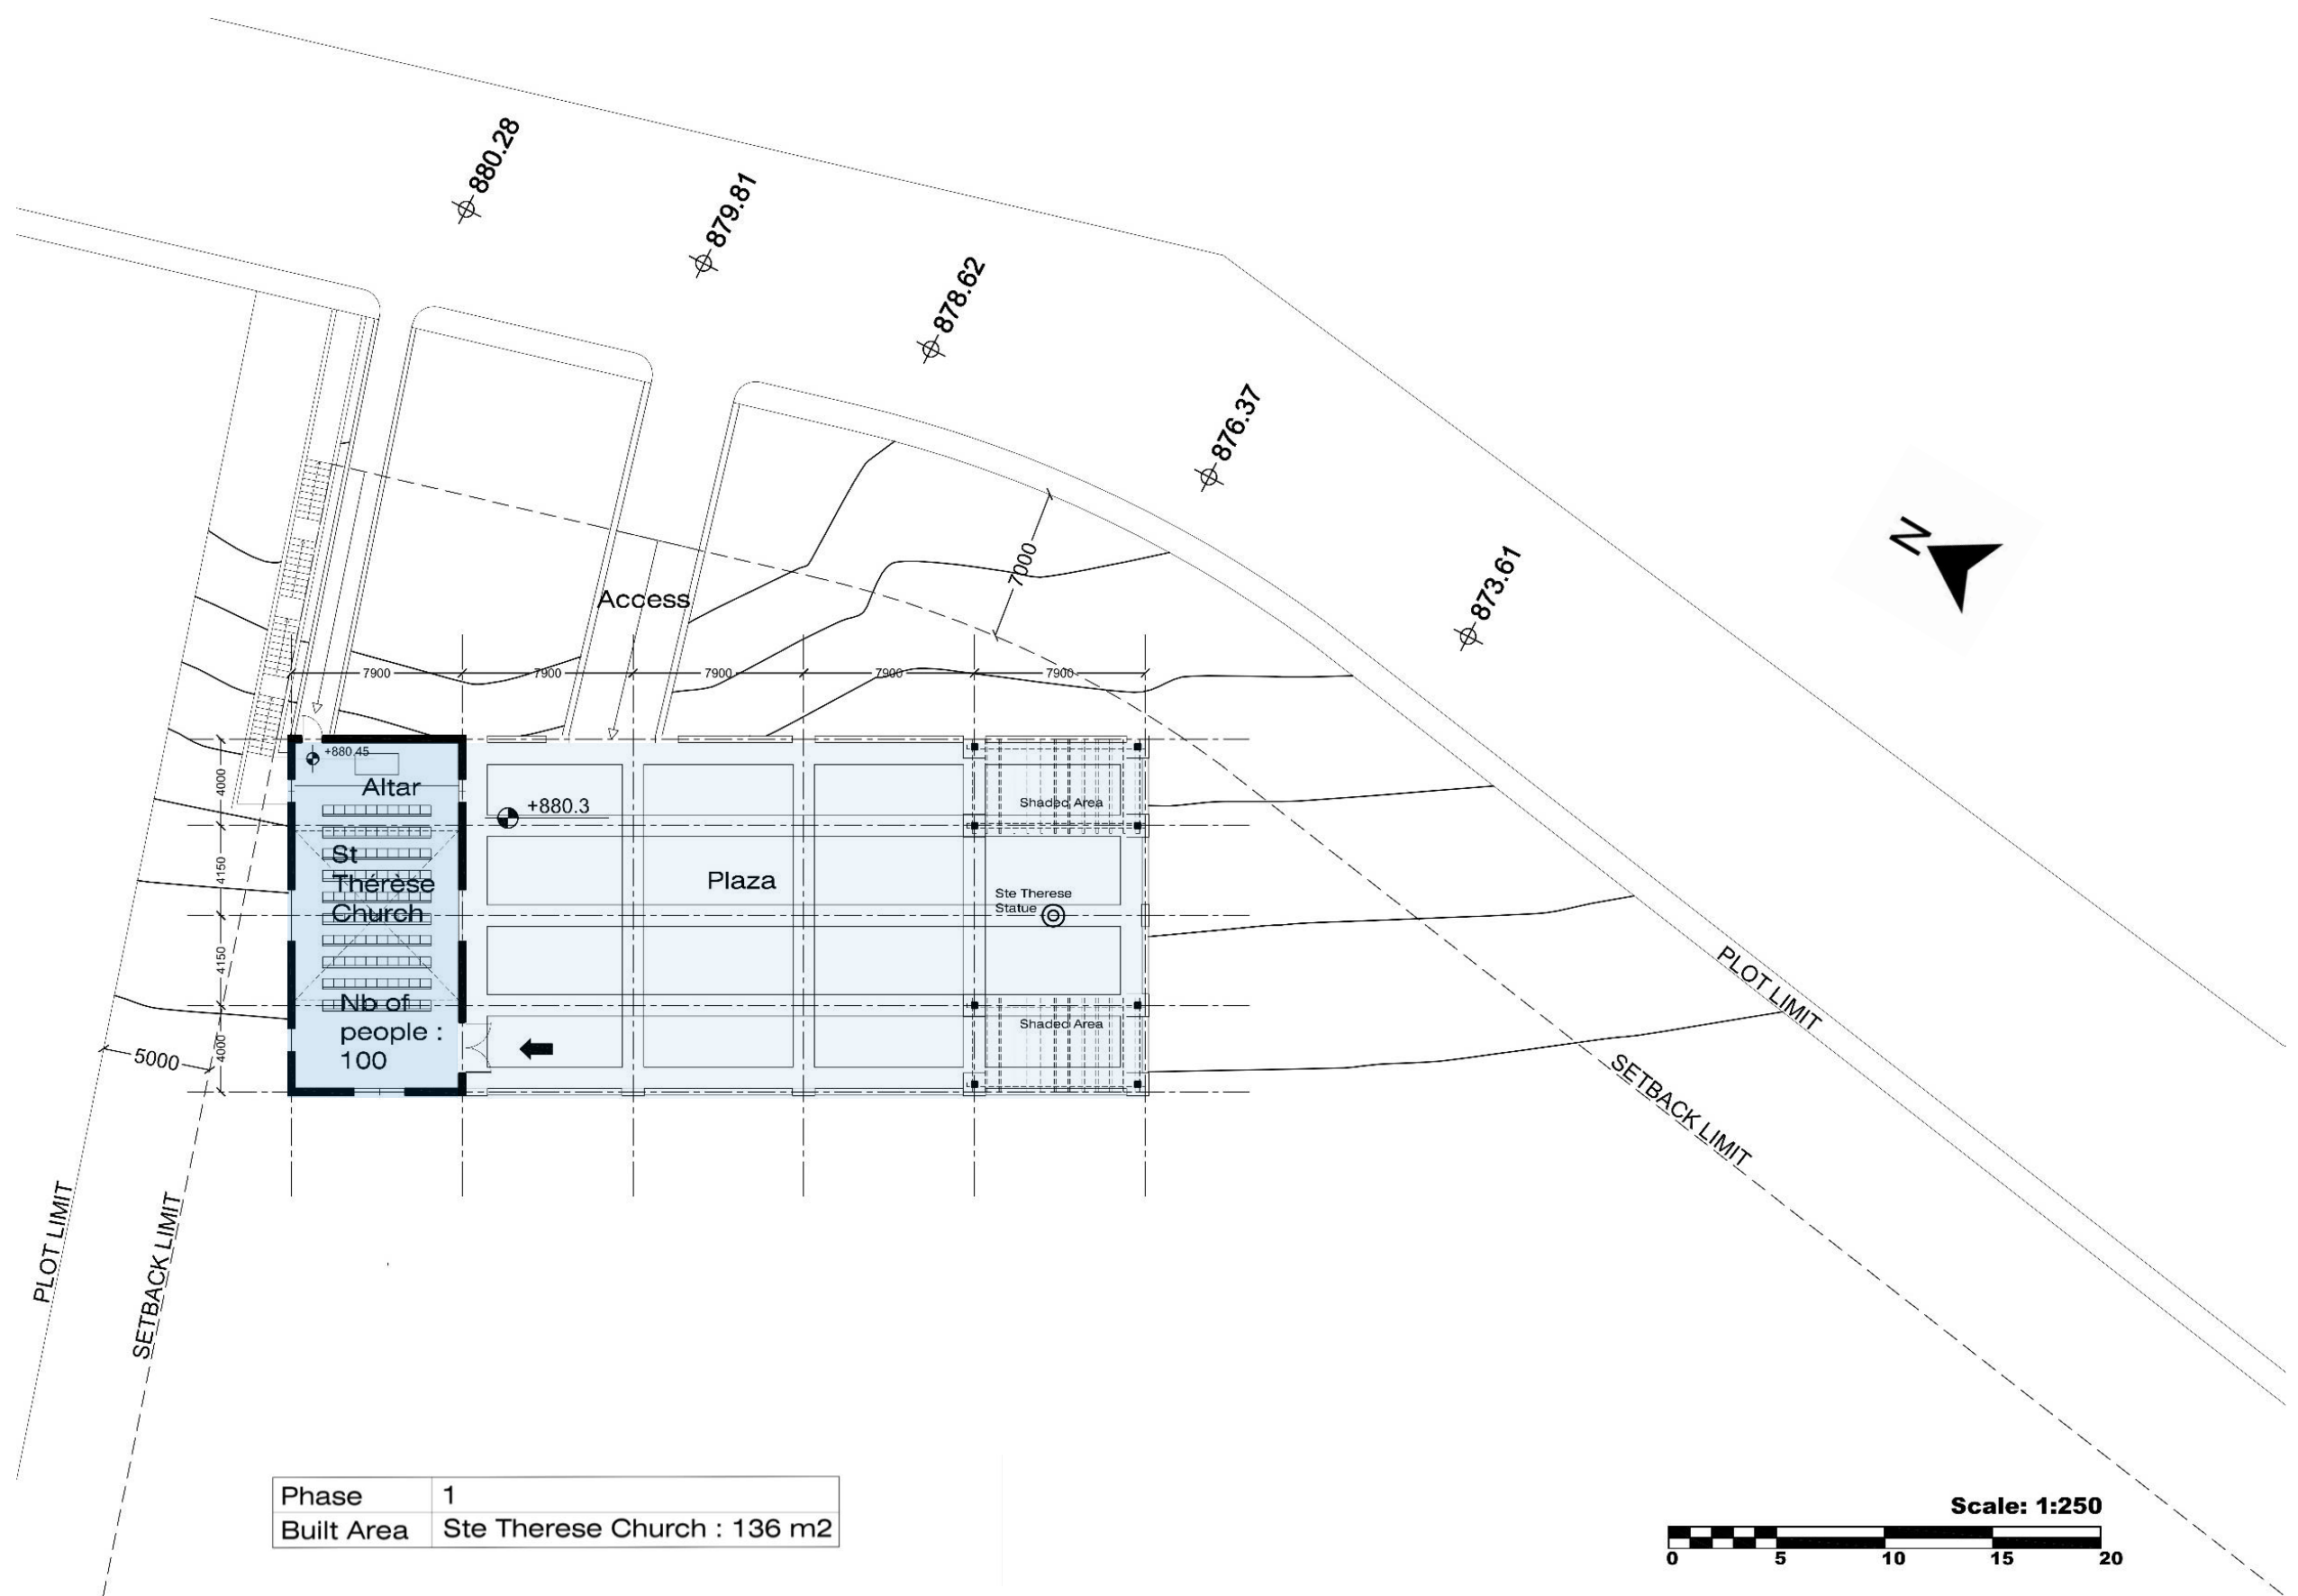 880.28
879.81
878.62
876.37
873.61
N
7000
Access
7900
7900
7900
7900
7900
+880.45
Altar
4000
4150
4150
4000
+880.3
St
Thérèse
Church
Nb of
people :
100
Plaza
Shaded Area
Ste Therese
Statue
Shaded Area
5000
PLOT LIMIT
SETBACK LIMIT
PLOT LIMIT
SETBACK LIMIT
Phase 1
Built Area Ste Therese Church : 136 m2
Scale: 1:250
0 5 10 15 20